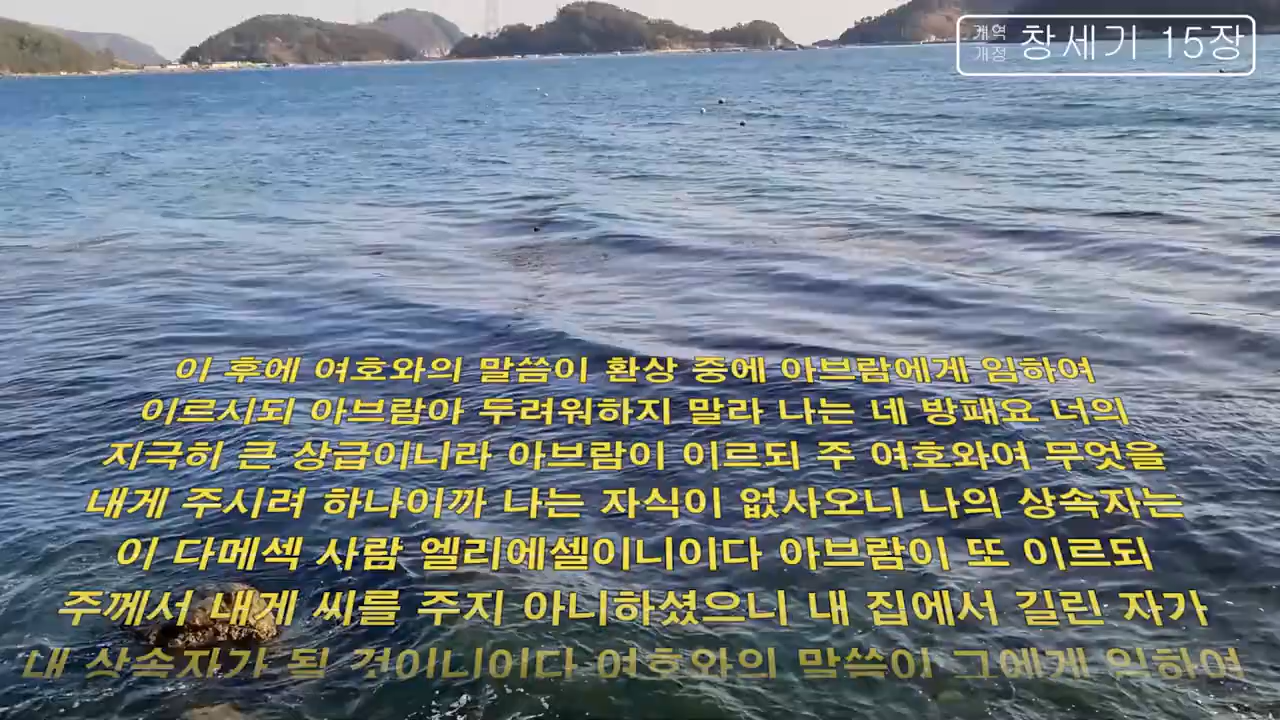 개역
개정
창세기 15장
이 후에 여호와의 말씀이 환상 중에 아브람에게 임하여
이르시되 아브람아 두려워하지 말라 나는 네 방패요 너의
지극히 큰 상급이니라 아브람이 이르되 주 여호와여 무엇을
내게 주시려 하나이까 나는 자식이 없사오니 나의 상속자는
이 다메섹 사람 엘리에셀이니이다 아브람이 또 이르되
주께서 내게 씨를 주지 아니하셨으니 내 집에서 길린 자가
내 상속자가 될 것이니이다 여호와의 말씀이 그에게 임하여